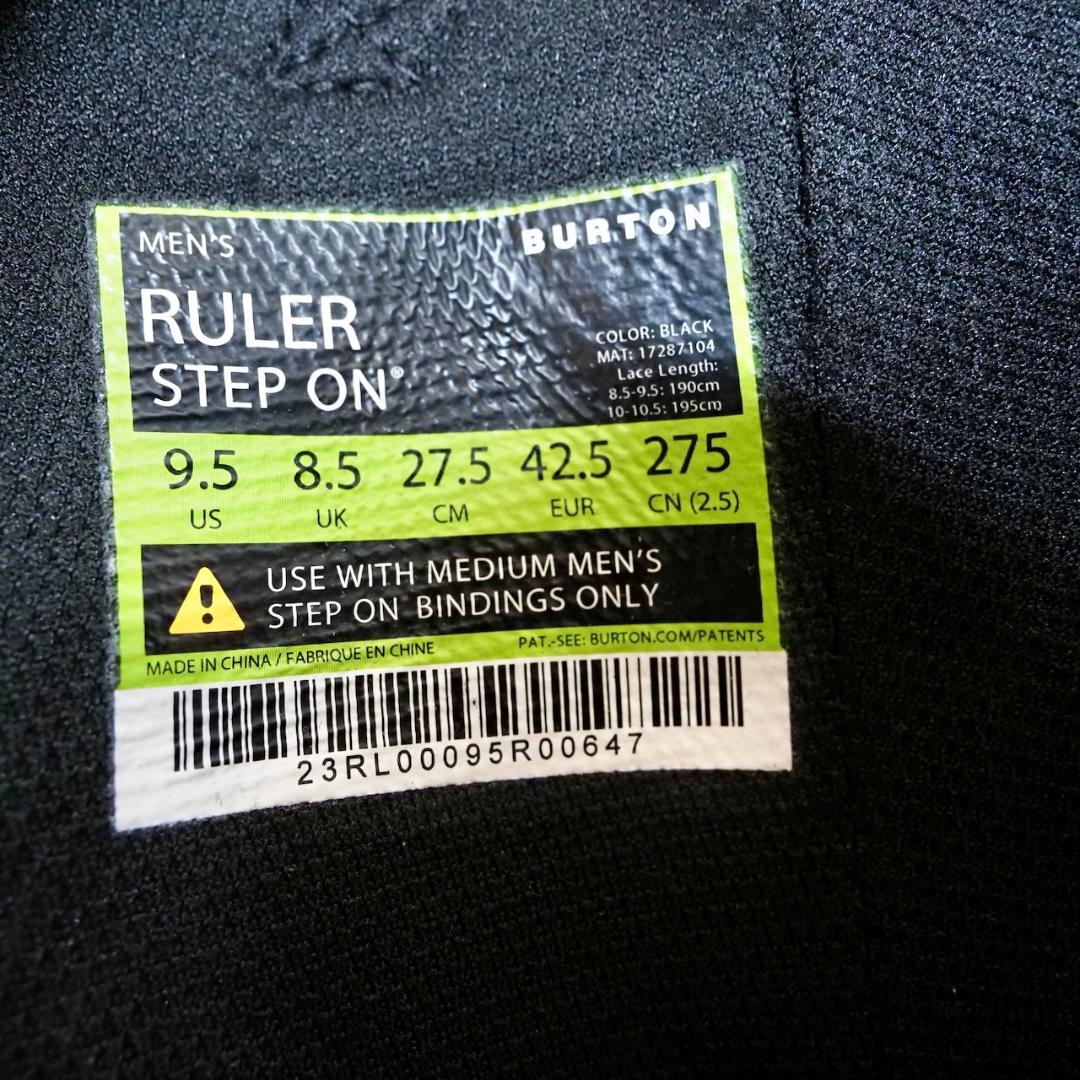 MEN'S
BURTON
RULER
STEP ON®
COLOR: BLACK
MAT: 17287104
Lace Length:
8.5-9.5: 190cm
10-10.5: 195cm
9.5 8.5 27.5 42.5 275
US UK CM EUR CN (2.5)
USE WITH MEDIUM MEN'S
STEP ON BINDINGS ONLY
MADE IN CHINA / FABRIQUE EN CHINE
PAT.-SEE: BURTON.COM/PATENTS
23RL00095R00647